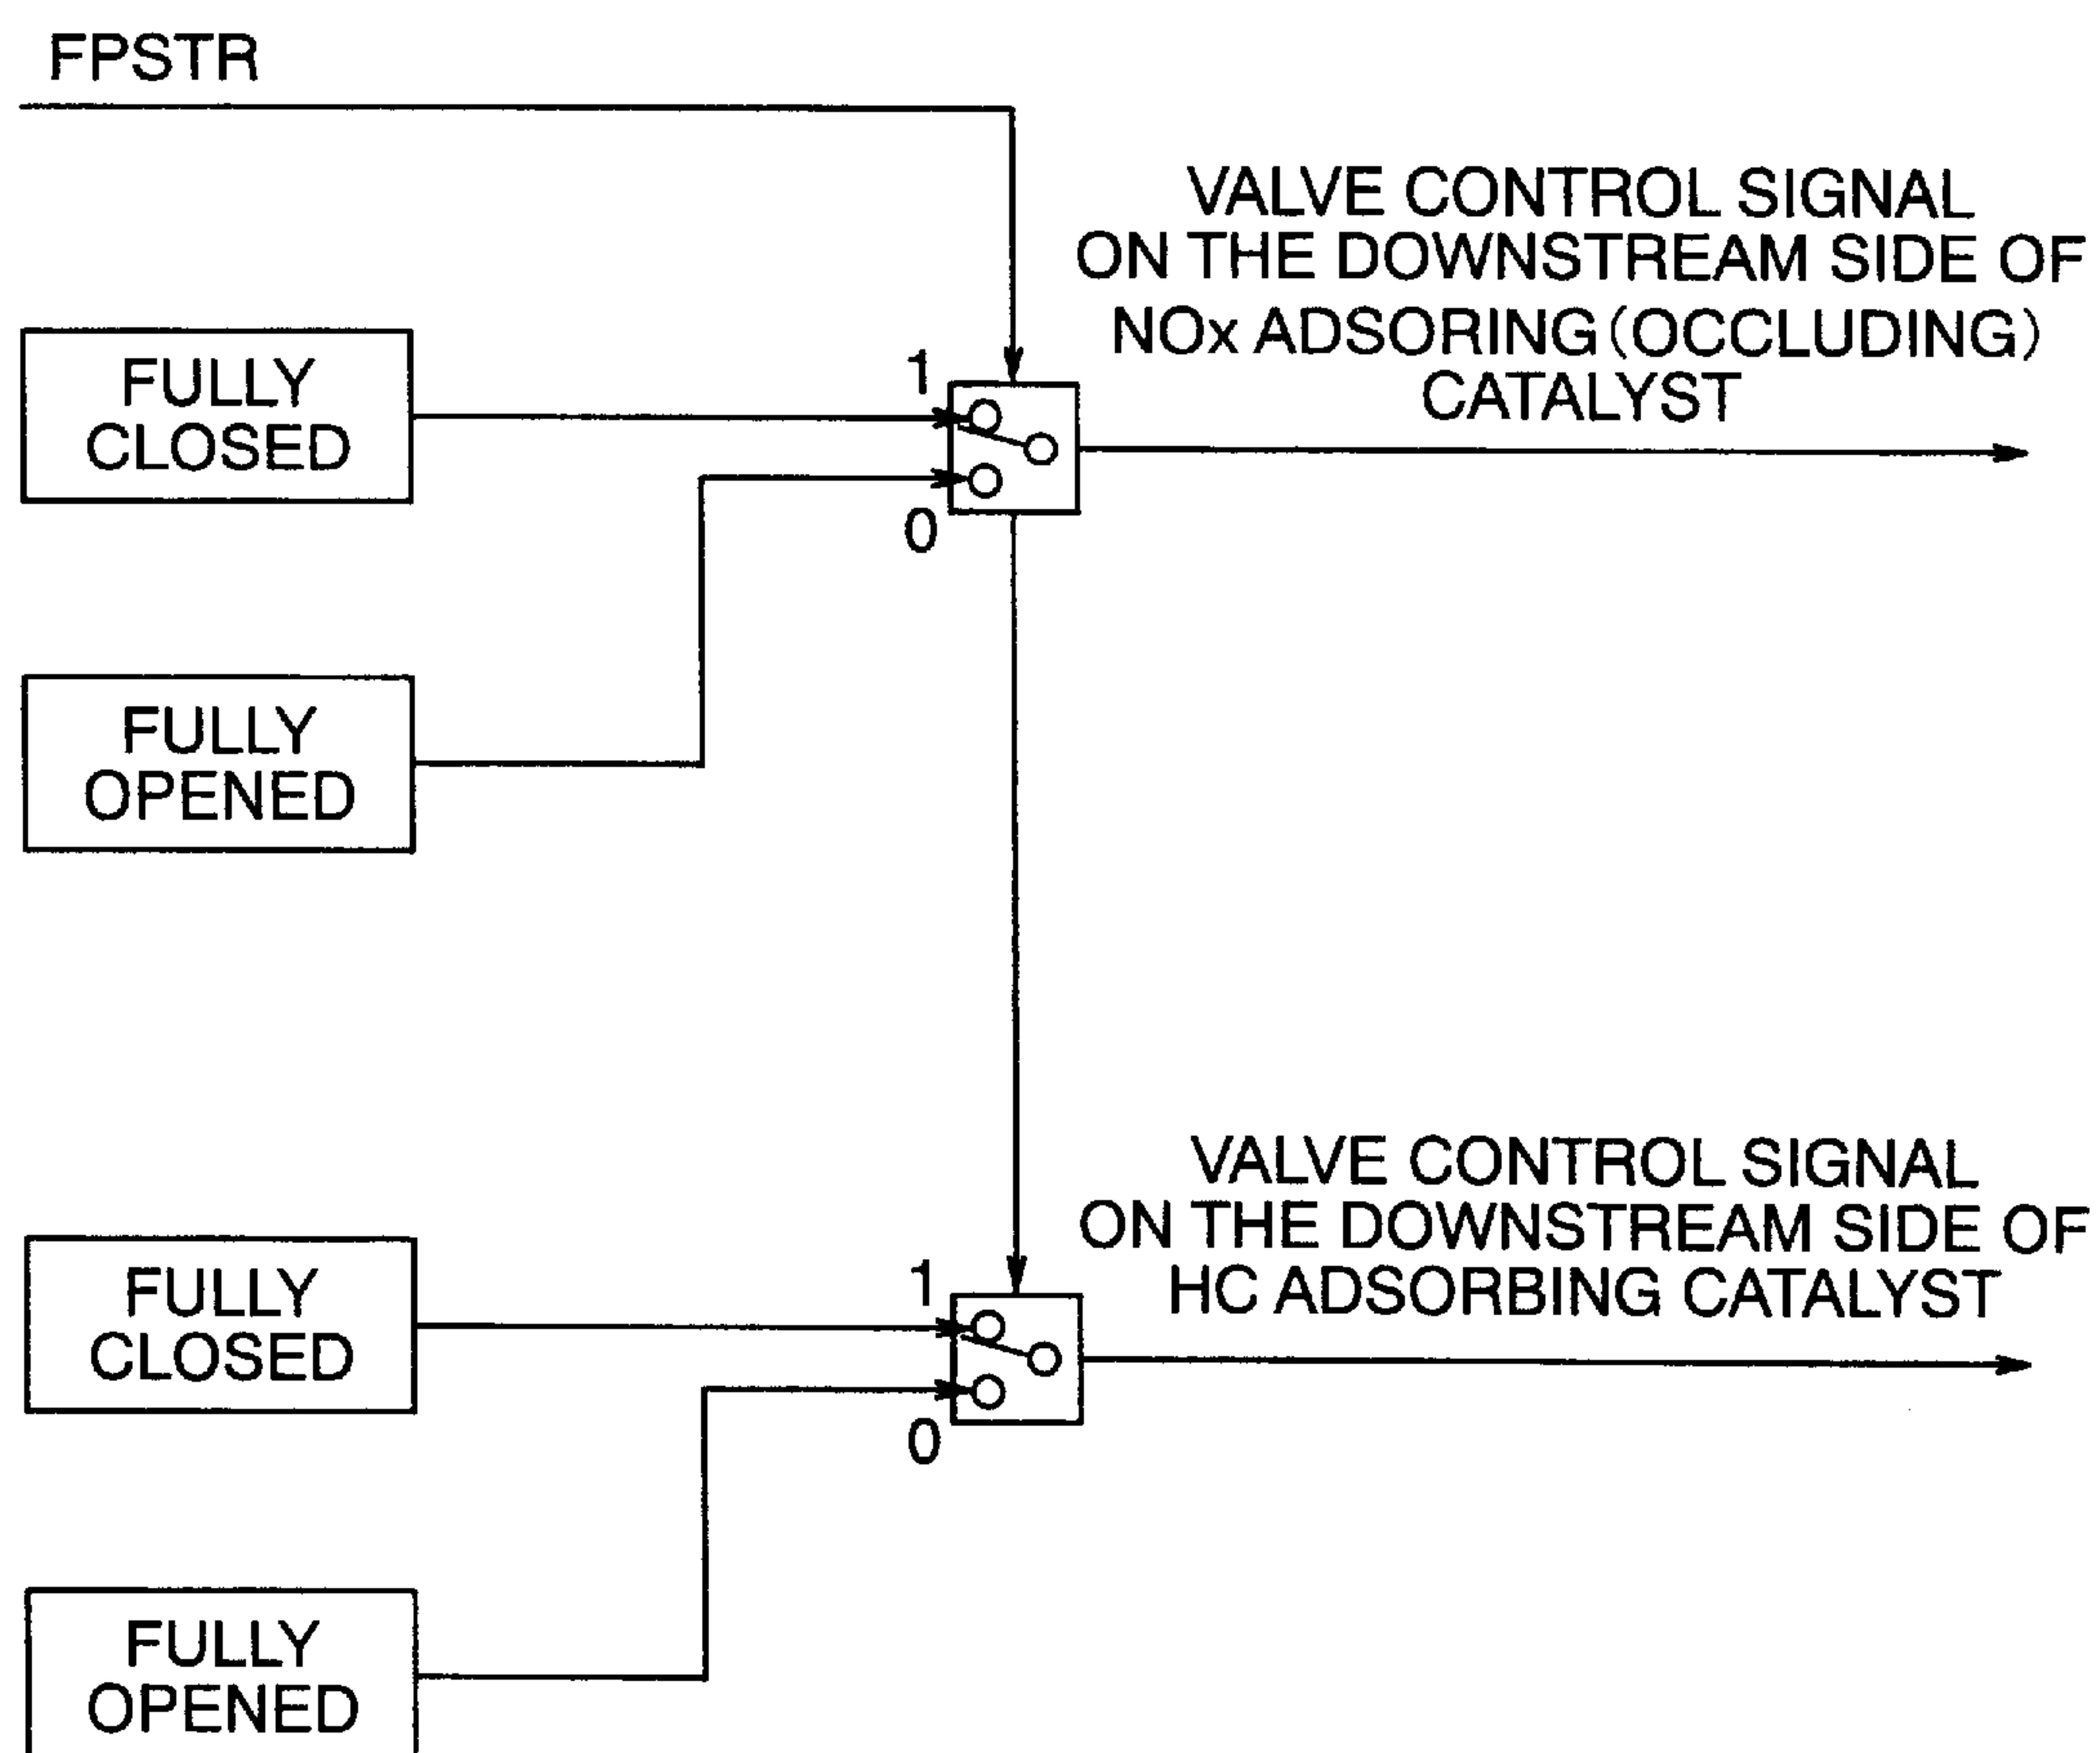 FPSTR
VALVE CONTROL SIGNAL
ON THE DOWNSTREAM SIDE OF
NOx ADSORING (OCCLUDING)
CATALYST
FULLY
CLOSED
1
0
FULLY
OPENED
VALVE CONTROL SIGNAL
ON THE DOWNSTREAM SIDE OF
HC ADSORBING CATALYST
FULLY
CLOSED
1
0
FULLY
OPENED